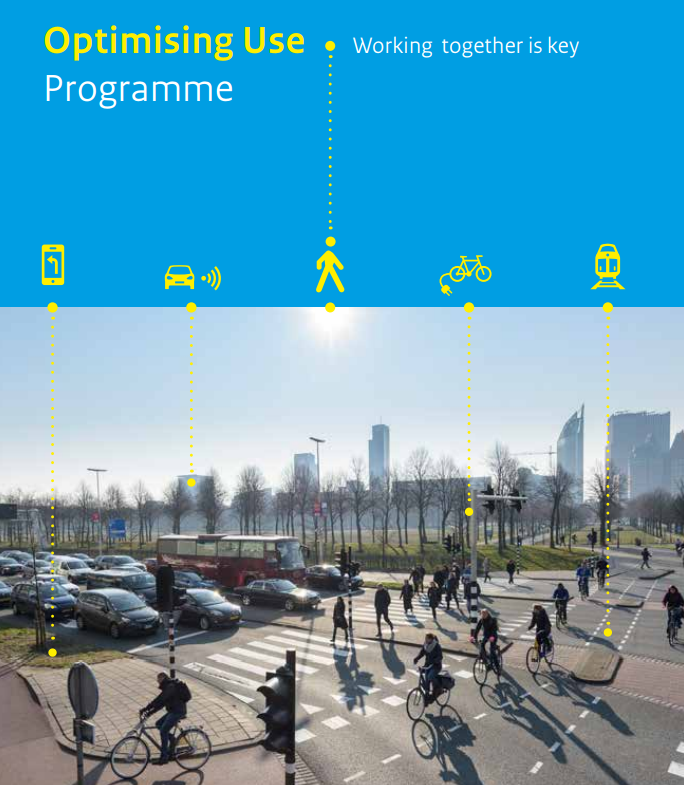 Optimising Use
Working together is key
Programme